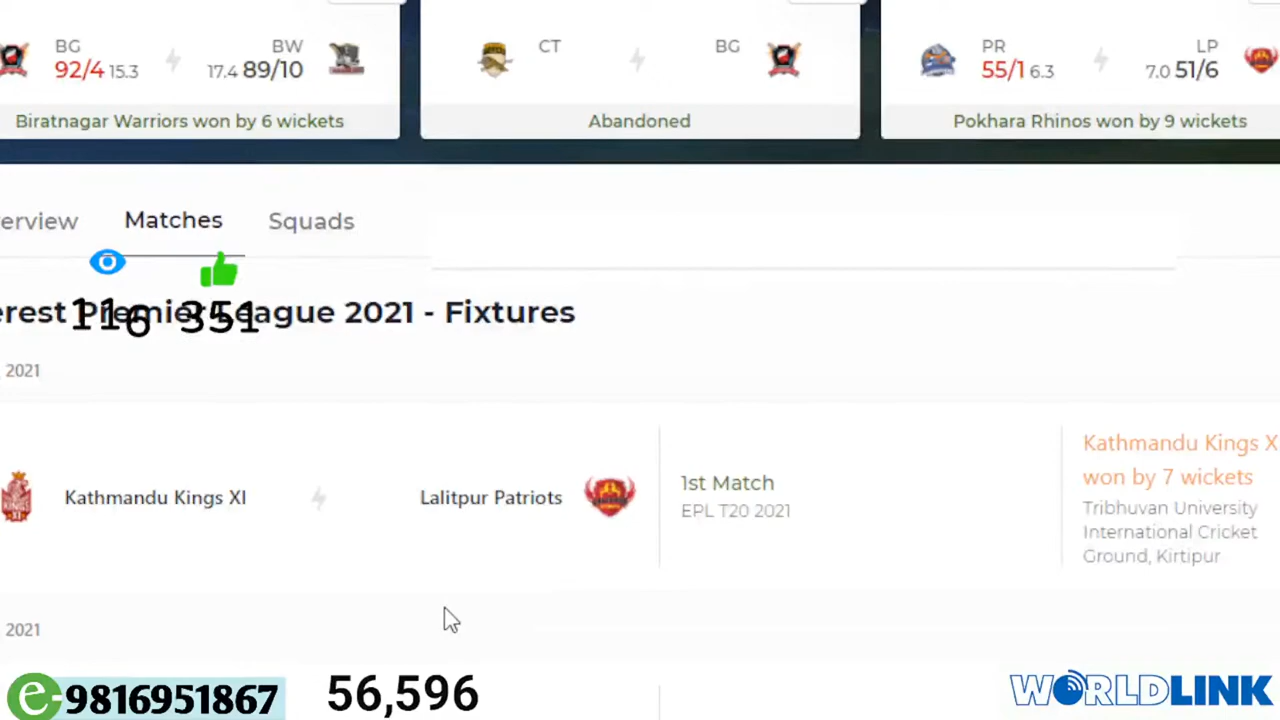 BG BW
92/4 15.3 17.4 89/10
Biratnagar Warriors won by 6 wickets
CT BG
Abandoned
PR LP
55/1 6.3 7.0 51/6
Pokhara Rhinos won by 9 wickets
erview Matches Squads
erest Premier League 2021 - Fixtures
116 351
, 2021
Kathmandu Kings XI
Lalitpur Patriots
1st Match
EPL T20 2021
Kathmandu Kings X
won by 7 wickets
Tribhuvan University
International Cricket
Ground, Kirtipur
2021
e-9816951867
56,596
WORLDLINK